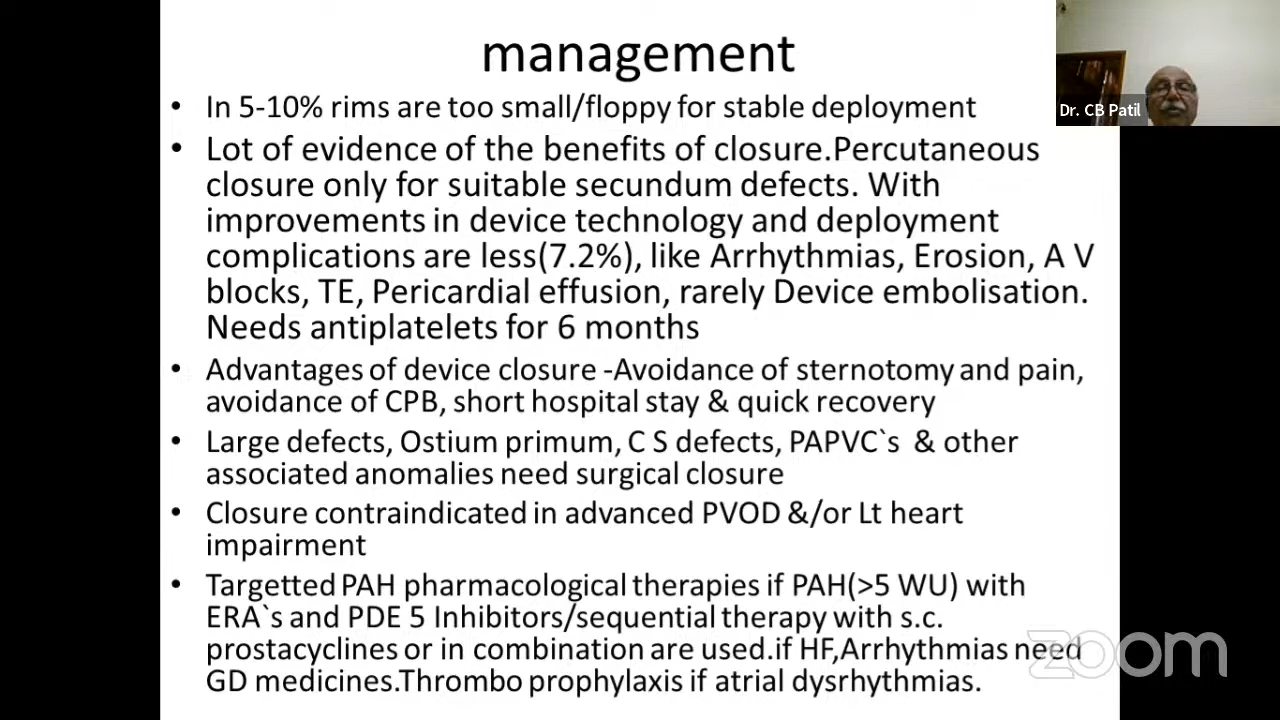 management
• In 5-10% rims are too small/floppy for stable deployment
• Lot of evidence of the benefits of closure.Percutaneous
closure only for suitable secundum defects. With
improvements in device technology and deployment
complications are less(7.2%), like Arrhythmias, Erosion, A V
blocks, TE, Pericardial effusion, rarely Device embolisation.
Needs antiplatelets for 6 months
• Advantages of device closure -Avoidance of sternotomy and pain,
avoidance of CPB, short hospital stay & quick recovery
• Large defects, Ostium primum, C S defects, PAPVC`s & other
associated anomalies need surgical closure
• Closure contraindicated in advanced PVOD &/or Lt heart
impairment
• Targetted PAH pharmacological therapies if PAH(>5 WU) with
ERA`s and PDE 5 Inhibitors/sequential therapy with s.c.
prostacyclines or in combination are used.if HF,Arrhythmias need
GD medicines.Thrombo prophylaxis if atrial dysrhythmias.
Dr. CB Patil
zoom